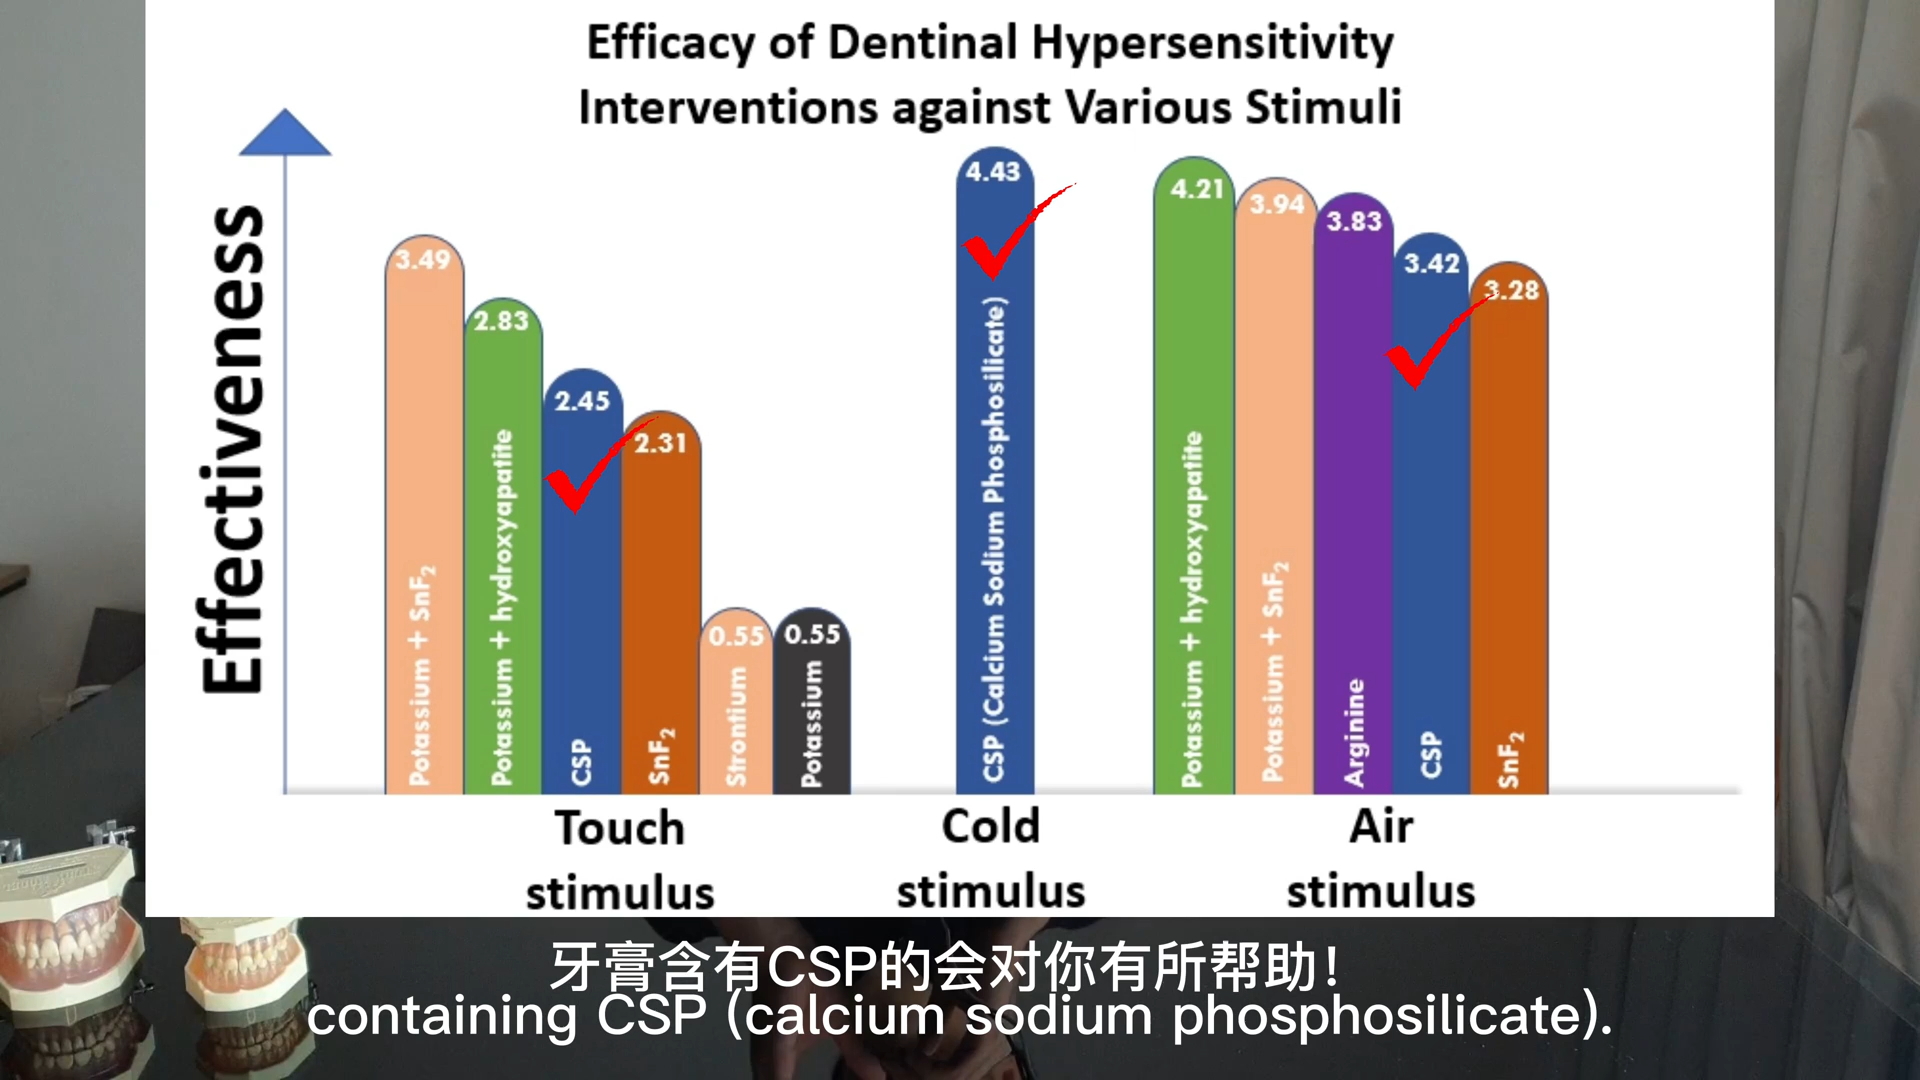 Efficacy of Dentinal Hypersensitivity
Interventions against Various Stimuli
Effectiveness
3.49
Potassium + SnF₂
2.83
Potassium + hydroxyapatite
2.45
CSP
2.31
SnF₂
0.55
Strontium
0.55
Potassium
4.43
CSP (Calcium Sodium Phosphosilicate)
4.21
Potassium + hydroxyapatite
3.94
Potassium + SnF₂
3.83
Arginine
3.42
CSP
3.28
SnF₂
Touch
stimulus
Cold
stimulus
Air
stimulus
牙膏含有CSP的会对你有所帮助！
containing CSP (calcium sodium phosphosilicate).